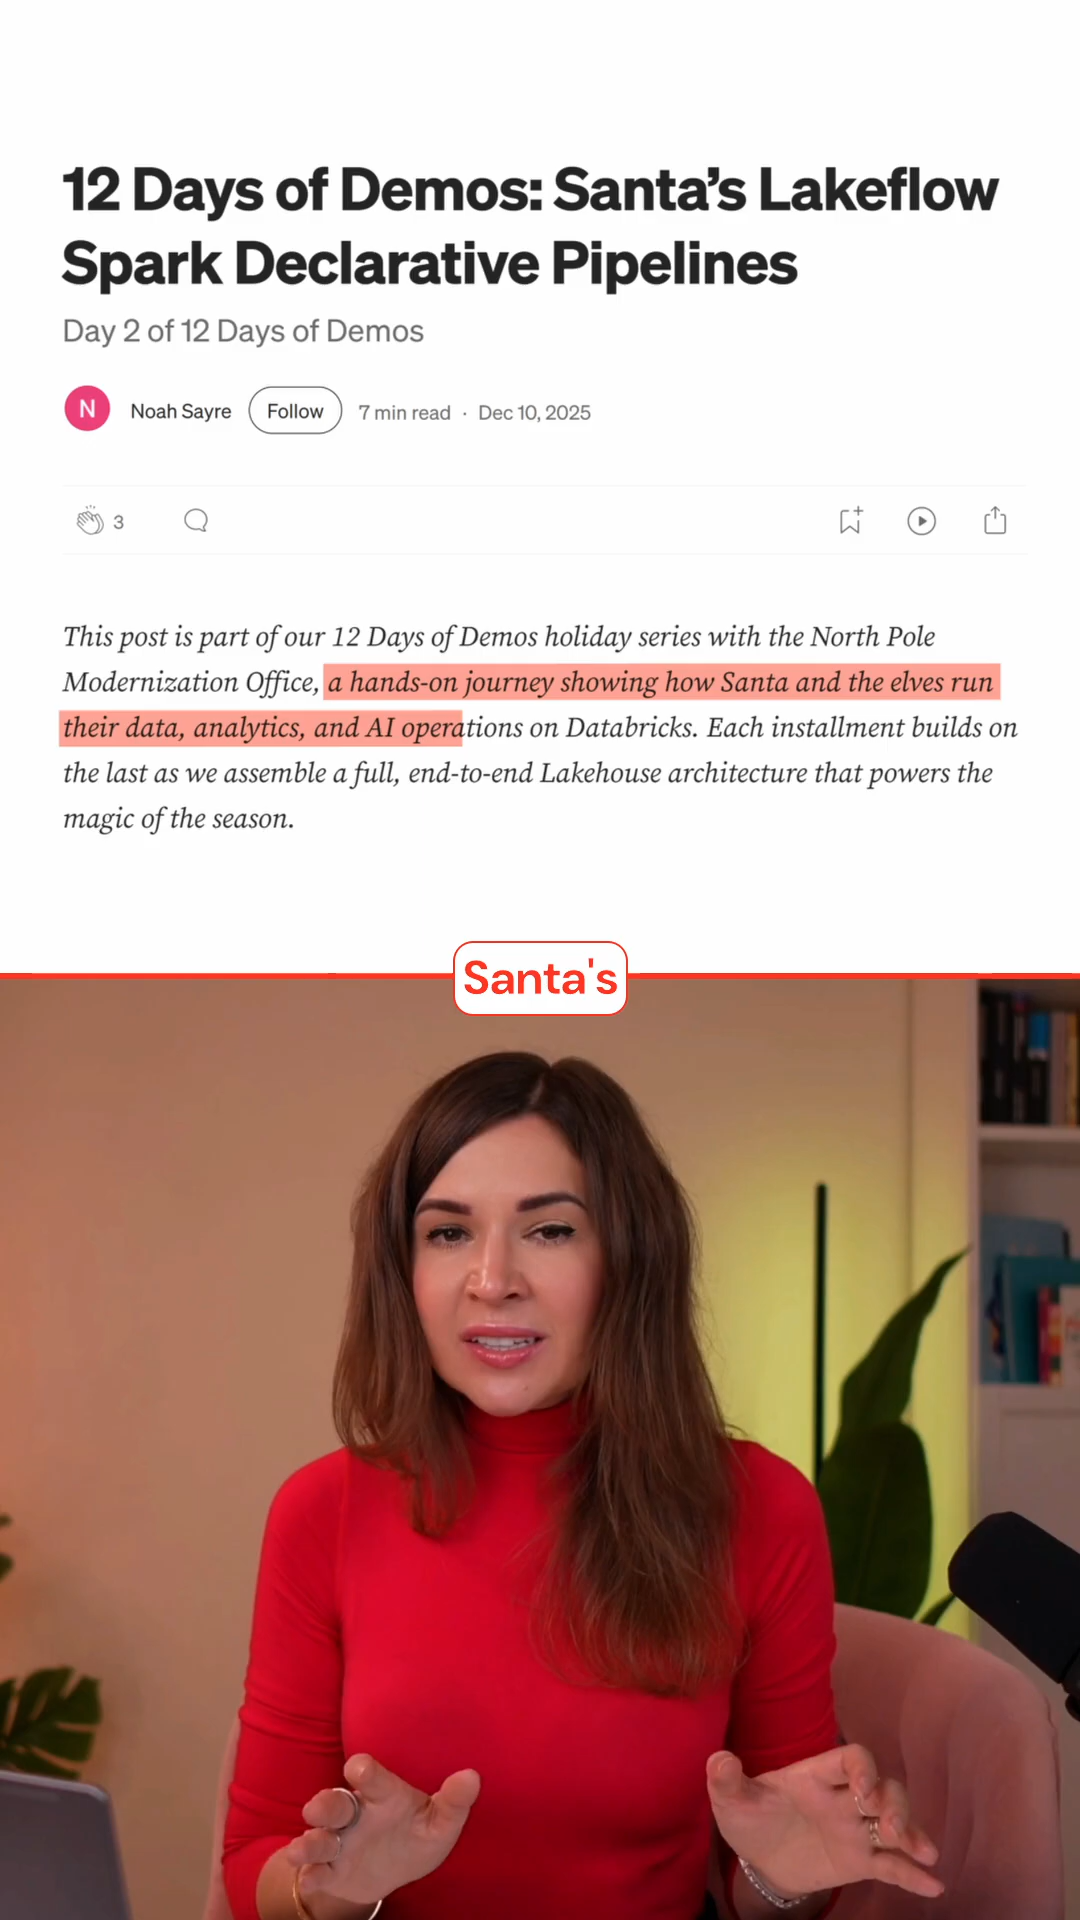 12 Days of Demos: Santa’s Lakeflow
Spark Declarative Pipelines
Day 2 of 12 Days of Demos
N
Noah Sayre
Follow
7 min read · Dec 10, 2025
3
This post is part of our 12 Days of Demos holiday series with the North Pole
Modernization Office, a hands-on journey showing how Santa and the elves run
their data, analytics, and AI operations on Databricks. Each installment builds on
the last as we assemble a full, end-to-end Lakehouse architecture that powers the
magic of the season.
Santa's